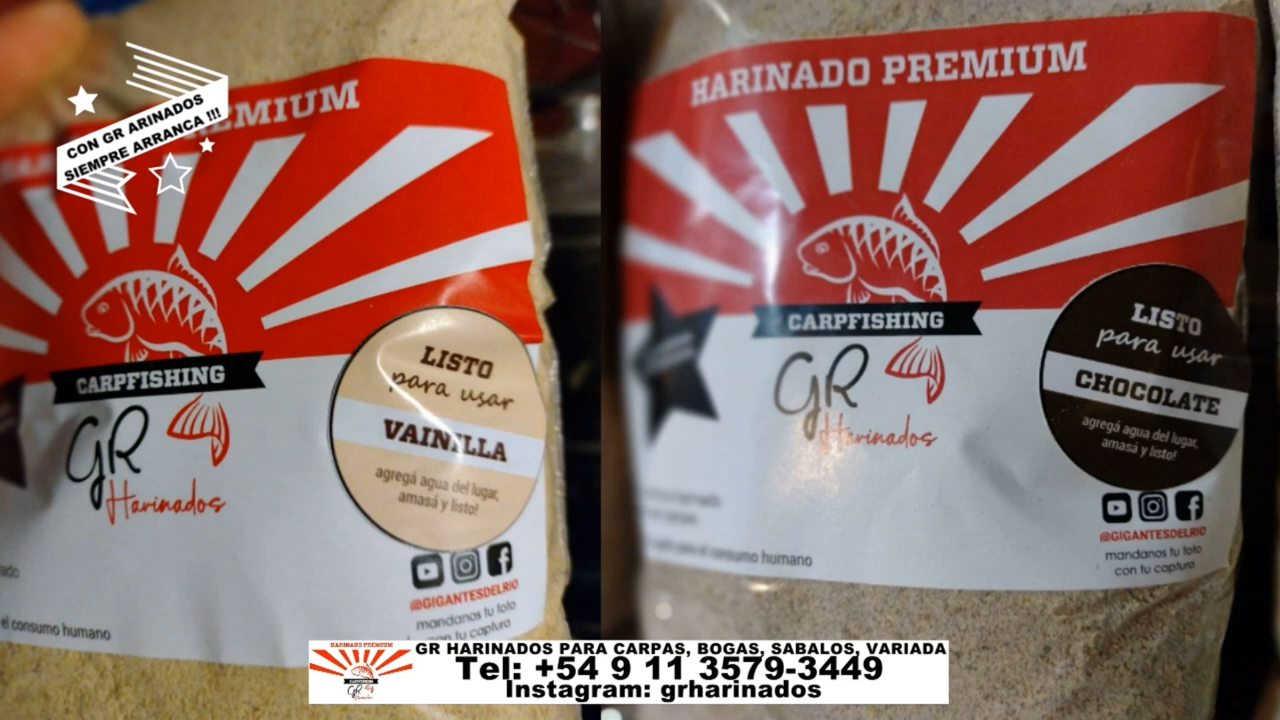 CON GR ARINADOS
SIEMPRE ARRANCA !!!
PREMIUM
CARPFISHING
GR
Harinados
LISTO
para usar
VAINILLA
agregá agua del lugar,
amasá y listo!
@GIGANTESDELRIO
mandanos tu foto
con tu captura
el consumo humano
HARINADO PREMIUM
CARPFISHING
GR
Harinados
LISTO
para usar
CHOCOLATE
agregá agua del lugar,
amasá y listo!
@GIGANTESDELRIO
mandanos tu foto
con tu captura
para el consumo humano
HARINADO PREMIUM
CARPFISHING
GR HARINADOS PARA CARPAS, BOGAS, SABALOS, VARIADA
Tel: +54 9 11 3579-3449
Instagram: grharinados